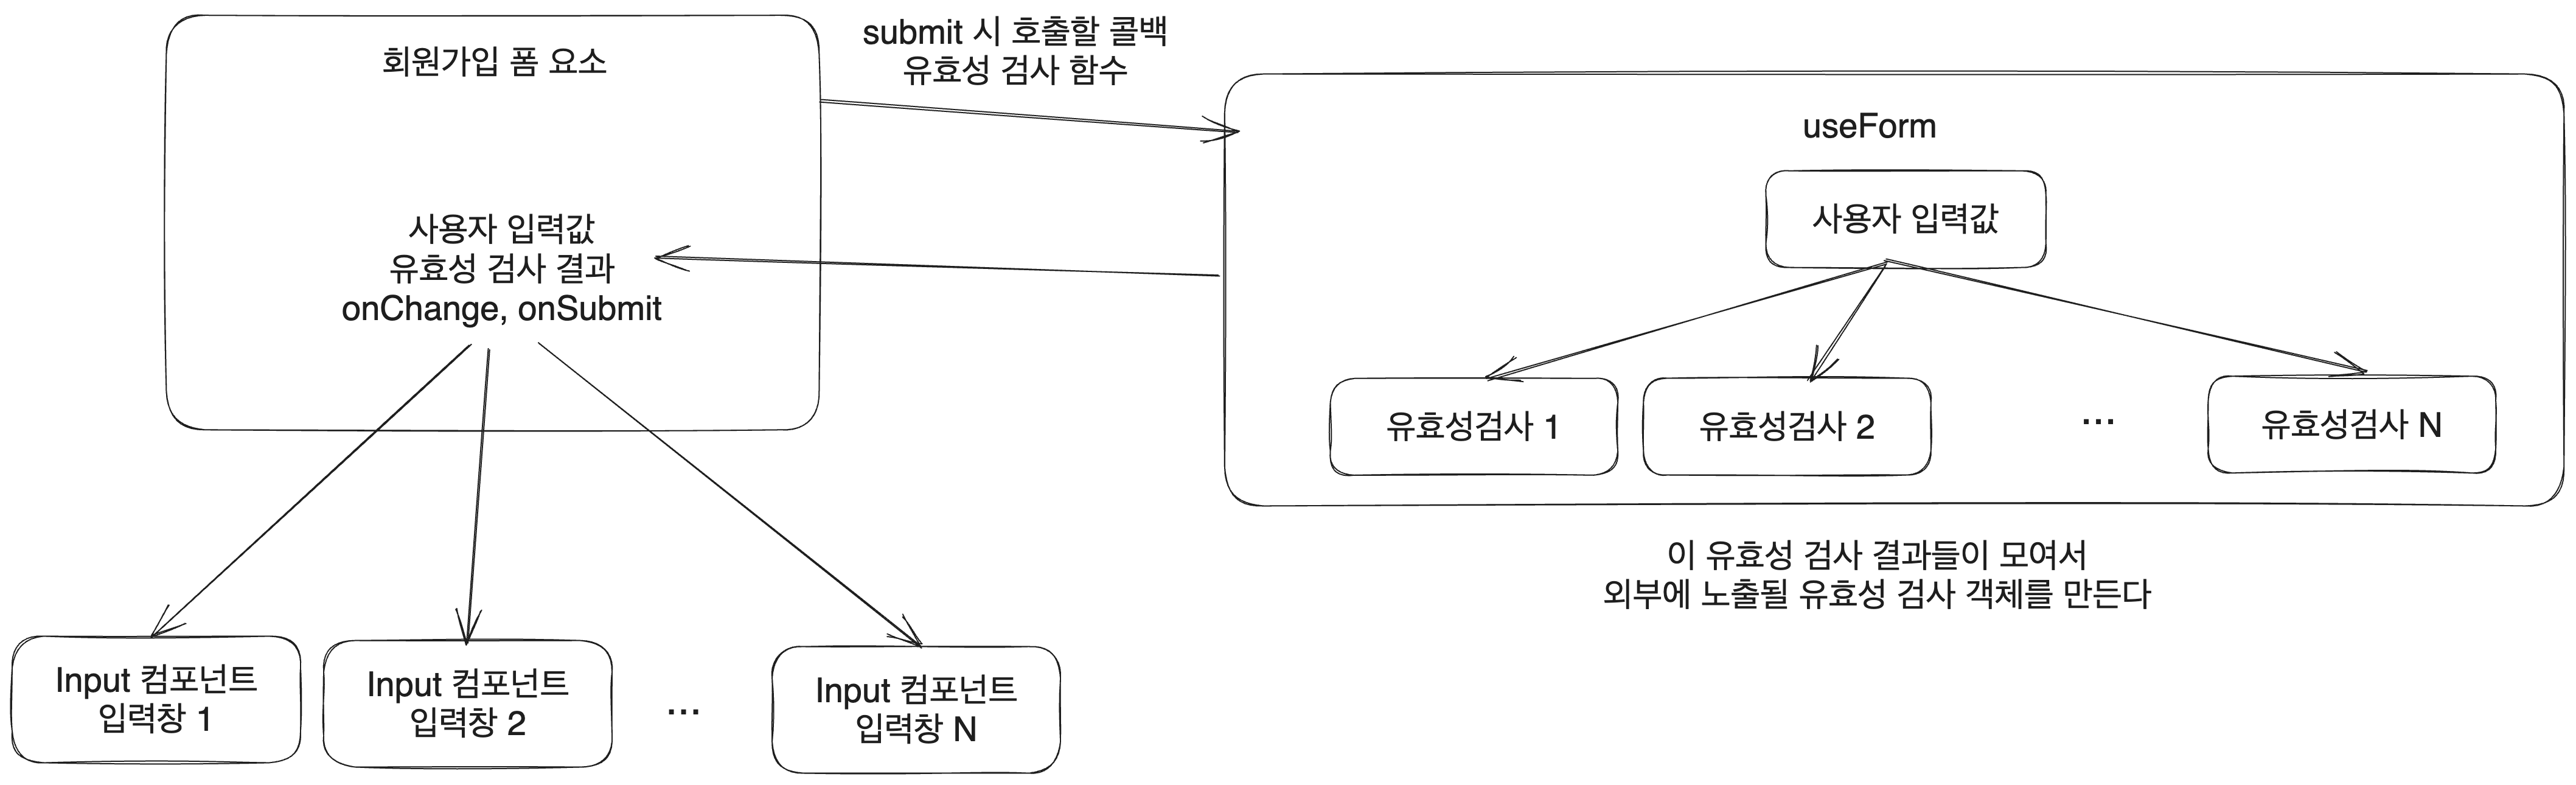 회원가입 폼 요소
submit 시 호출할 콜백
유효성 검사 함수
사용자 입력값
유효성 검사 결과
onChange, onSubmit
useForm
사용자 입력값
유효성검사 1
유효성검사 2
...
유효성검사 N
이 유효성 검사 결과들이 모여서
외부에 노출될 유효성 검사 객체를 만든다
Input 컴포넌트
입력창 1
Input 컴포넌트
입력창 2
...
Input 컴포넌트
입력창 N